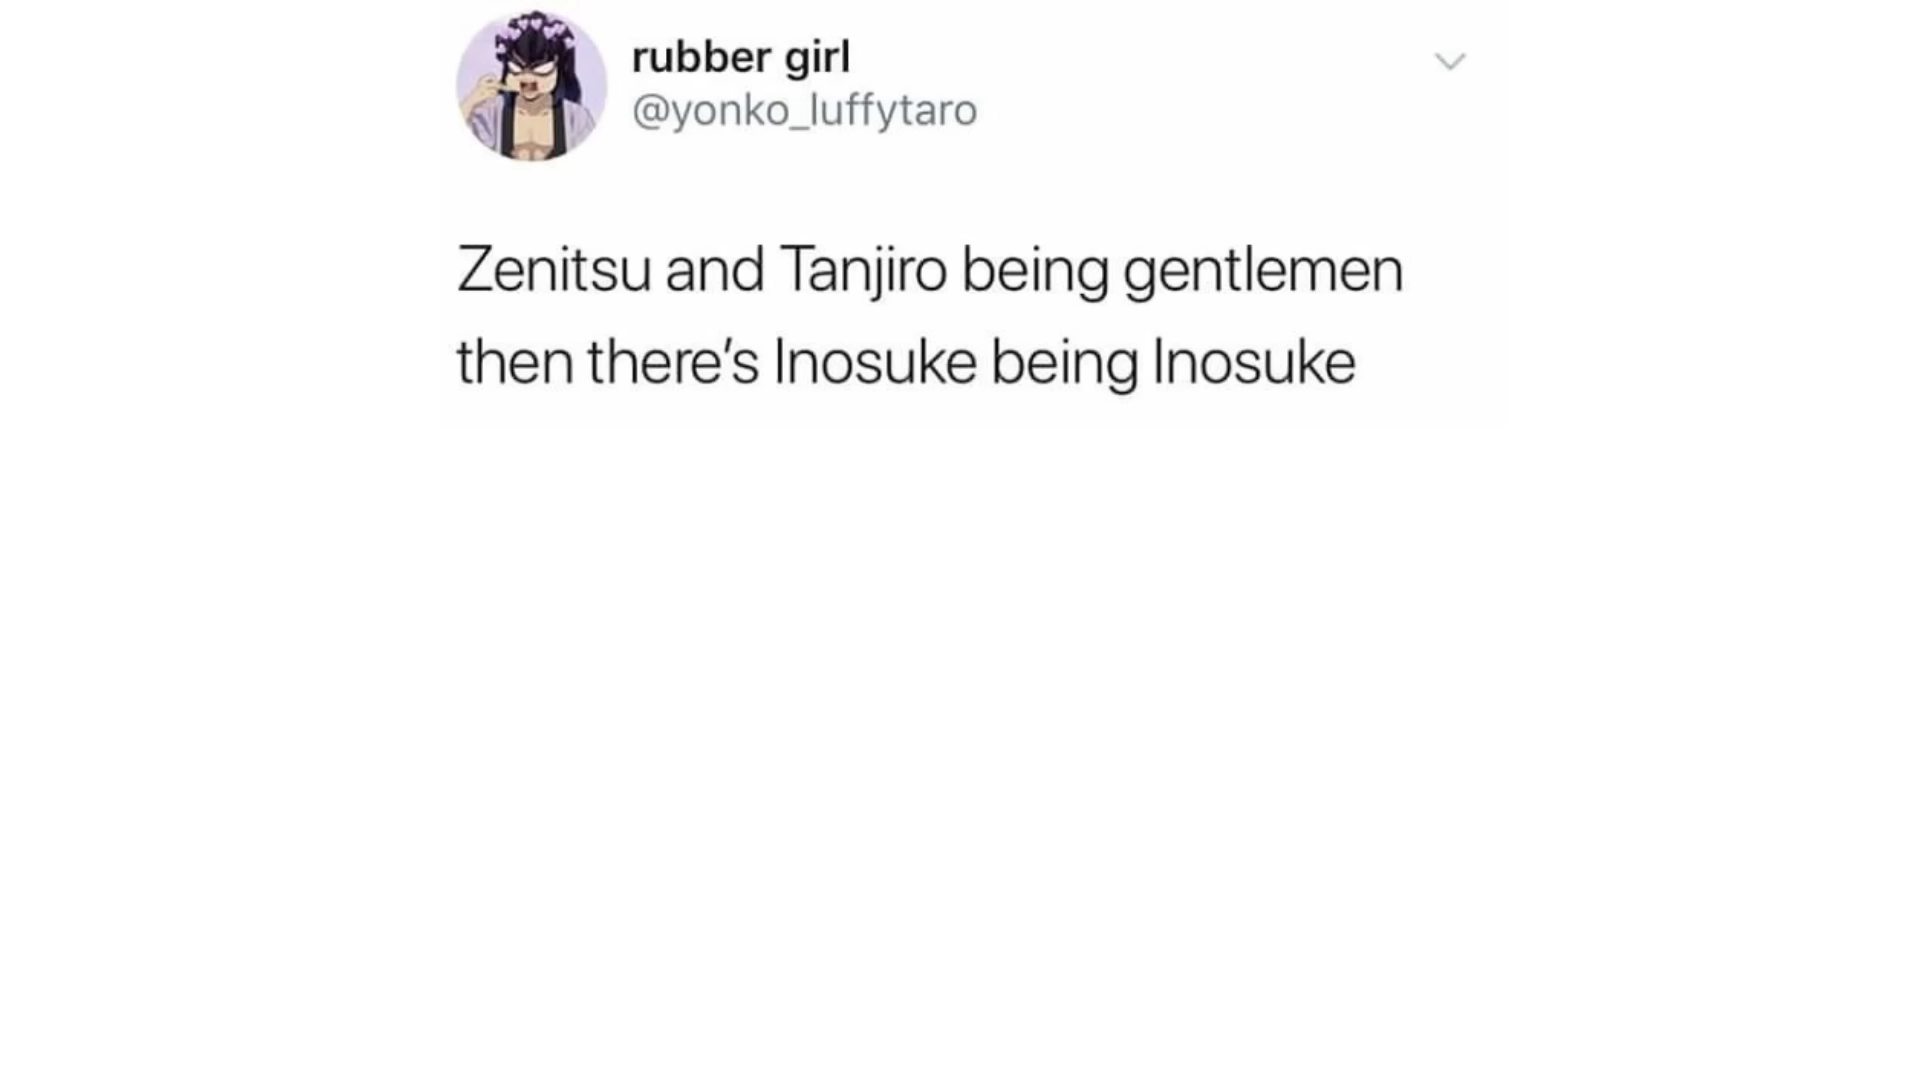 rubber girl
@yonko_luffytaro
Zenitsu and Tanjiro being gentlemen
then there's Inosuke being Inosuke